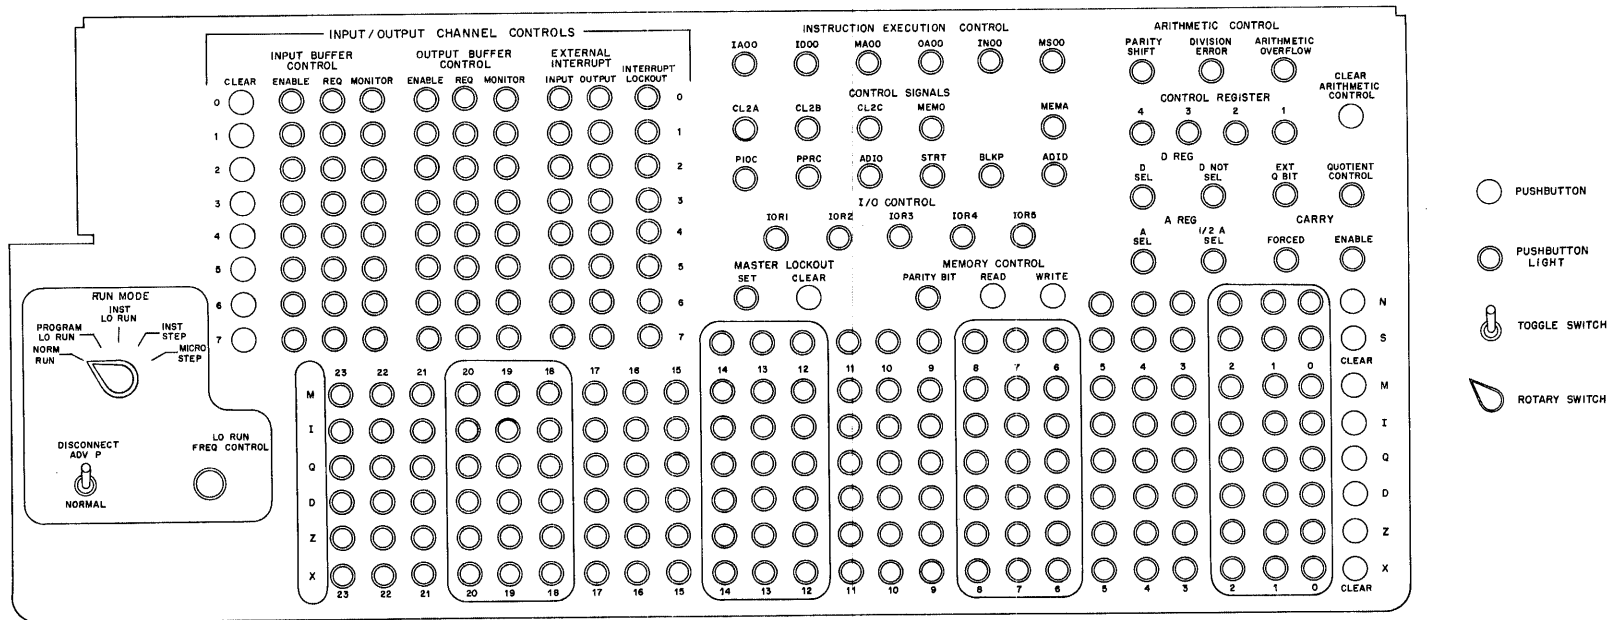 INPUT/OUTPUT CHANNEL CONTROLS
INPUT BUFFER CONTROL
OUTPUT BUFFER CONTROL
EXTERNAL INTERRUPT
CLEAR ENABLE REQ MONITOR ENABLE REQ MONITOR INPUT OUTPUT INTERRUPT LOCKOUT
0 0
1 1
2 2
3 3
4 4
5 5
6 6
7 7
INSTRUCTION EXECUTION CONTROL
IA00 ID00 MA00 OA00 IN00 MS00
CONTROL SIGNALS
CL2A CL2B CL2C MEMO MEMA
PIOC PPRC ADIO STRT BLKP ADID
I/O CONTROL
IOR1 IOR2 IOR3 IOR4 IOR5
MASTER LOCKOUT
SET CLEAR
MEMORY CONTROL
PARITY BIT READ WRITE
ARITHMETIC CONTROL
PARITY SHIFT
DIVISION ERROR
ARITHMETIC OVERFLOW
CLEAR ARITHMETIC CONTROL
CONTROL REGISTER
4 3 2 1
D REG
D SEL
D NOT SEL
EXT Q BIT
QUOTIENT CONTROL
A REG
A SEL
1/2 A SEL
CARRY
FORCED ENABLE
N
S
CLEAR
RUN MODE
NORM RUN
PROGRAM LO RUN
INST LO RUN
INST STEP
MICRO STEP
DISCONNECT ADV P
NORMAL
LO RUN FREQ CONTROL
23 22 21 20 19 18 17 16 15 14 13 12 11 10 9 8 7 6 5 4 3 2 1 0
M M
I I
Q Q
D D
Z Z
X X
23 22 21 20 19 18 17 16 15 14 13 12 11 10 9 8 7 6 5 4 3 2 1 0 CLEAR
PUSHBUTTON
PUSHBUTTON LIGHT
TOGGLE SWITCH
ROTARY SWITCH